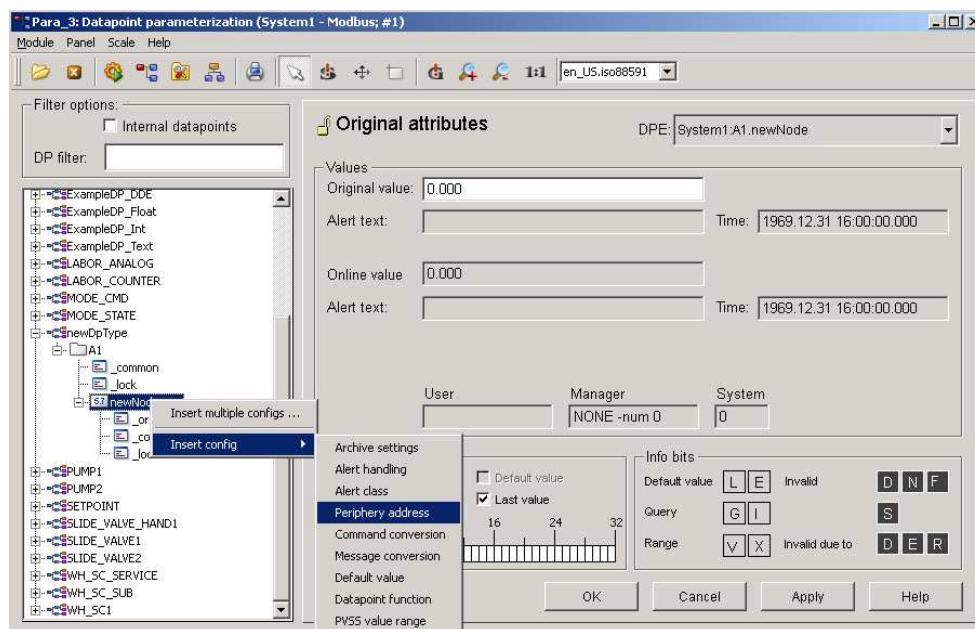 Para_3: Datapoint parameterization (System1 - Modbus; #1)
Module Panel Scale Help
1:1 en_US.iso88591
Filter options:
Internal datapoints
DP filter:
ExampleDP_DDE
ExampleDP_Float
ExampleDP_Int
ExampleDP_Text
LABOR_ANALOG
LABOR_COUNTER
MODE_CMD
MODE_STATE
newDpType
A1
_common
_lock
newNo
_or
_co
_loc
PUMP1
PUMP2
SETPOINT
SLIDE_VALVE_HAND1
SLIDE_VALVE1
SLIDE_VALVE2
WH_SC_SERVICE
WH_SC_SUB
WH_SC1
Insert multiple configs ...
Insert config
Archive settings
Alert handling
Alert class
Periphery address
Command conversion
Message conversion
Default value
Datapoint function
PVSS value range
Original attributes
DPE: System1:A1.newNode
Values
Original value: 0.000
Alert text: Time: 1969.12.31 16:00:00.000
Online value 0.000
Alert text: Time: 1969.12.31 16:00:00.000
User Manager System
NONE -num 0 0
Default value
Last value
16 24 32
Info bits
Default value L E Invalid D N F
Query G I S
Range V X Invalid due to D E R
OK Cancel Apply Help